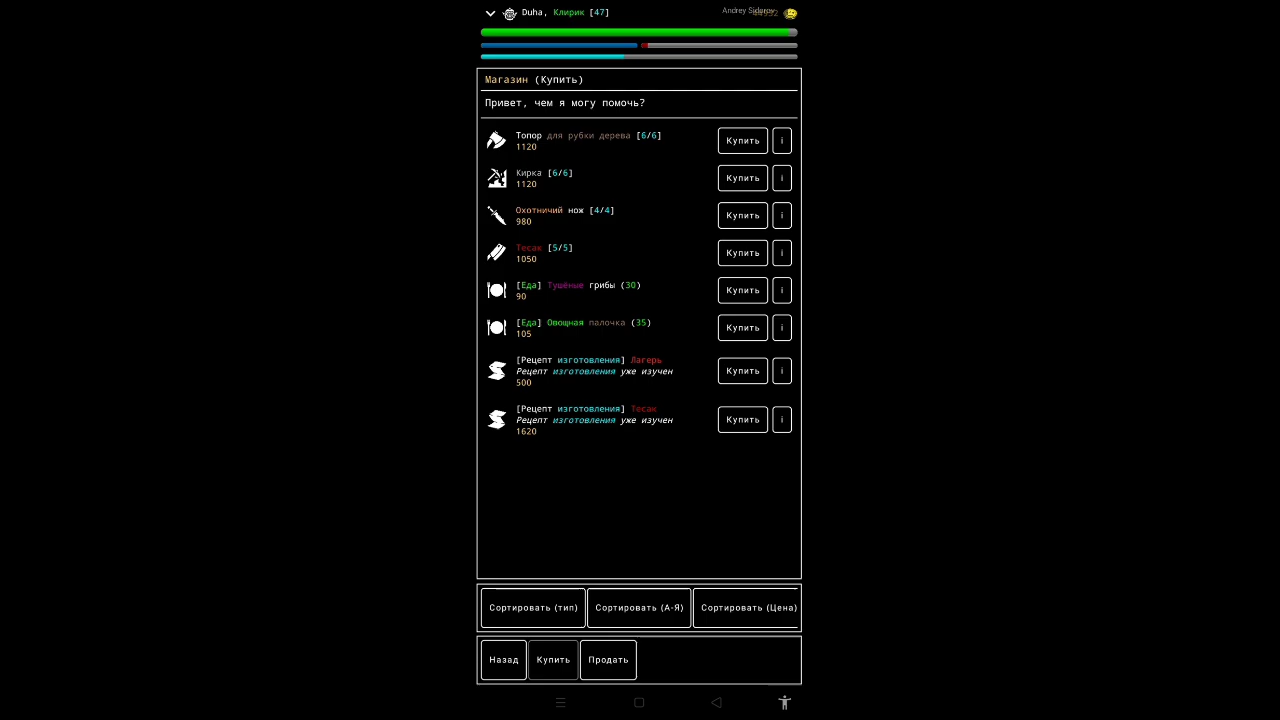 Duha, Клирик [47]
Andrey Sidorov
Магазин (Купить)
Привет, чем я могу помочь?
Топор для рубки дерева [6/6]
1120
Купить
i
Кирка [6/6]
1120
Купить
i
Охотничий нож [4/4]
980
Купить
i
Тесак [5/5]
1050
Купить
i
[Еда] Тушёные грибы (30)
90
Купить
i
[Еда] Овощная палочка (35)
105
Купить
i
[Рецепт изготовления] Лагерь
Рецепт изготовления уже изучен
500
Купить
i
[Рецепт изготовления] Тесак
Рецепт изготовления уже изучен
1620
Купить
i
Сортировать (тип)
Сортировать (А-Я)
Сортировать (Цена)
Назад
Купить
Продать